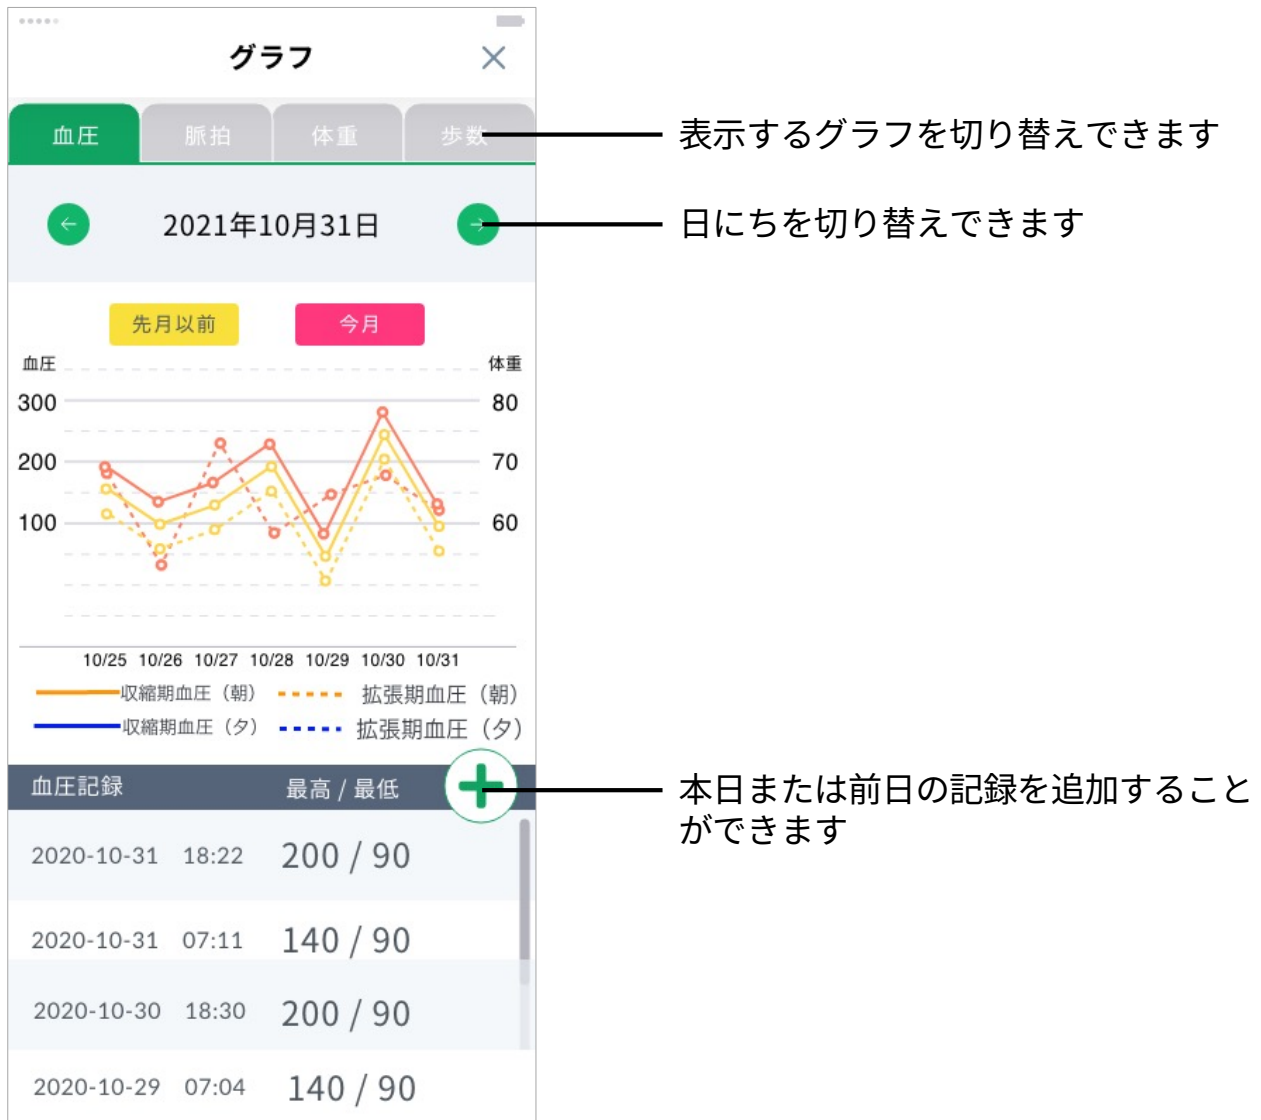 グラフ
血圧 脈拍 体重 歩数
表示するグラフを切り替えできます
2021年10月31日
日にちを切り替えできます
先月以前 今月
血圧 体重
300 80
200 70
100 60
10/25 10/26 10/27 10/28 10/29 10/30 10/31
収縮期血圧（朝） 拡張期血圧（朝）
収縮期血圧（夕） 拡張期血圧（夕）
血圧記録 最高 / 最低
本日または前日の記録を追加すること
ができます
2020-10-31 18:22 200 / 90
2020-10-31 07:11 140 / 90
2020-10-30 18:30 200 / 90
2020-10-29 07:04 140 / 90